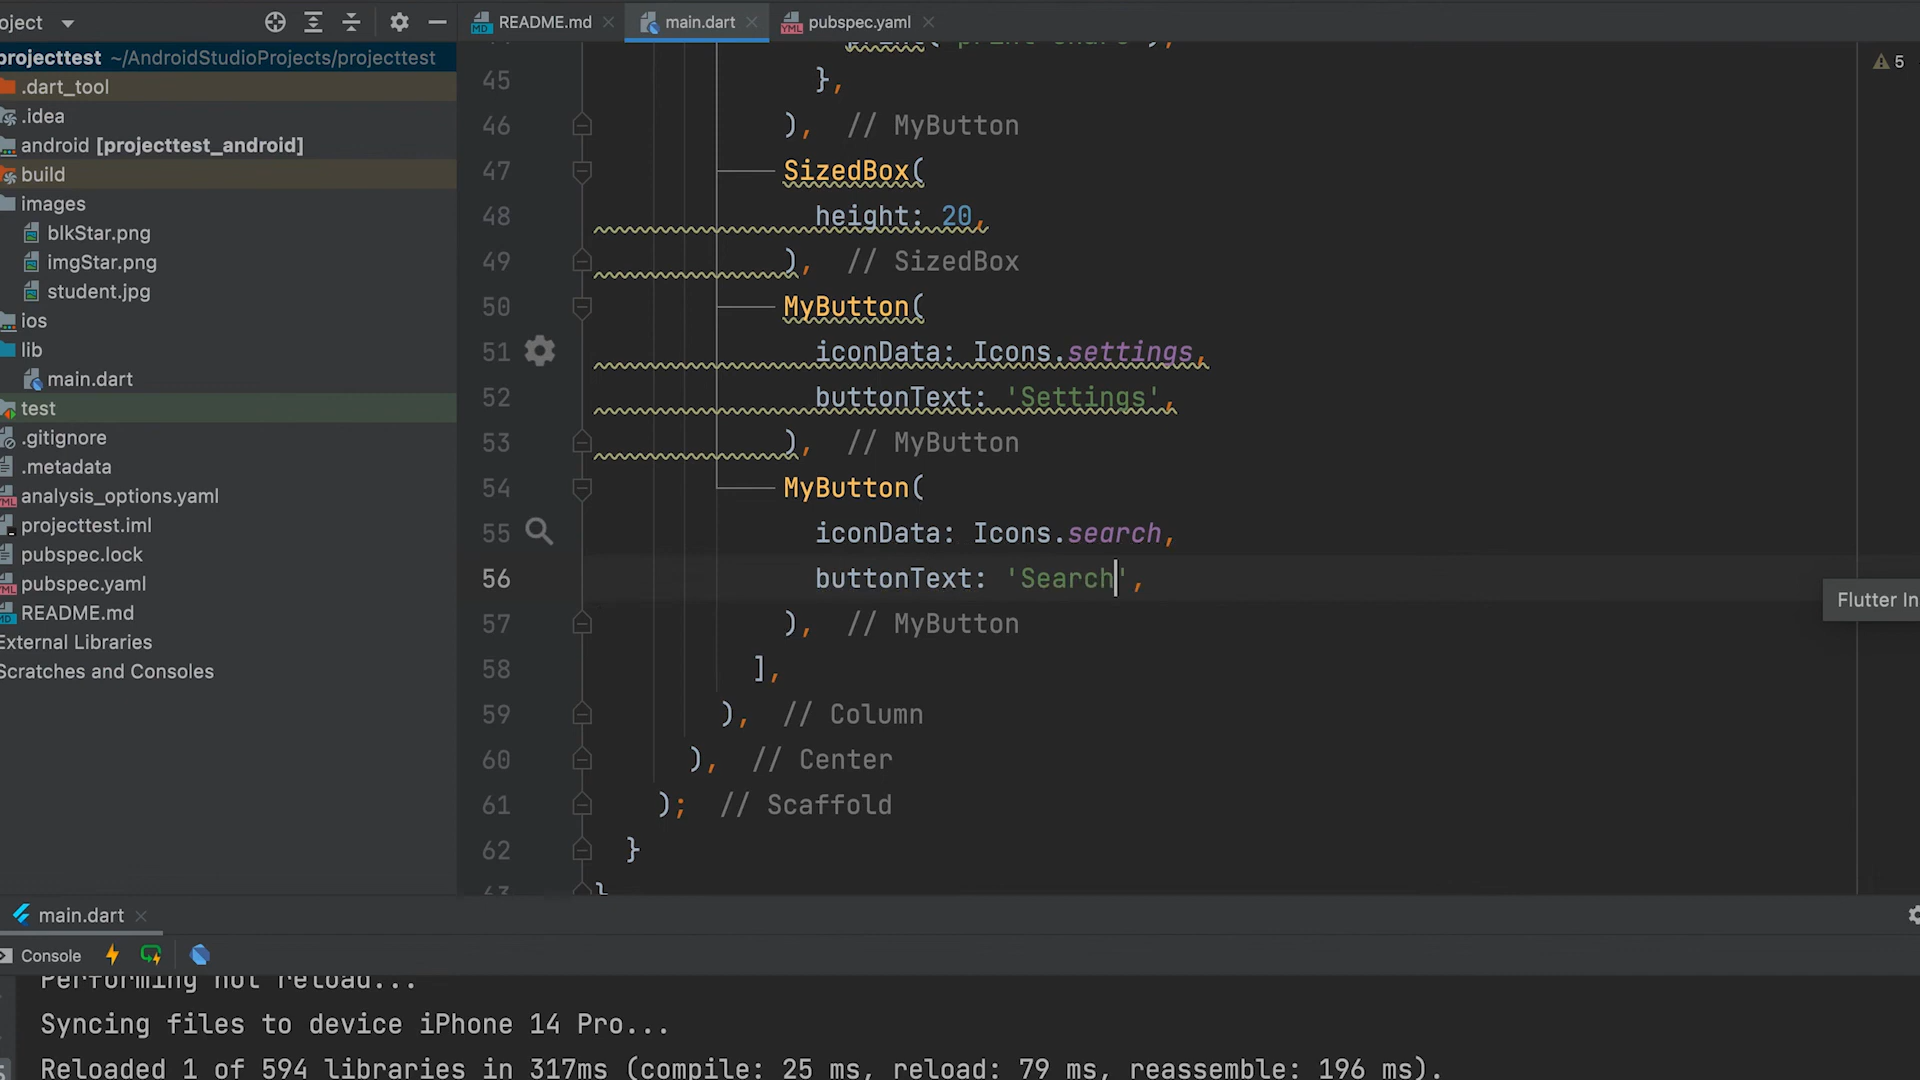 oject
README.md
main.dart
pubspec.yaml
projecttest ~/AndroidStudioProjects/projecttest
.dart_tool
.idea
android [projecttest_android]
build
images
blkStar.png
imgStar.png
student.jpg
ios
lib
main.dart
test
.gitignore
.metadata
analysis_options.yaml
projecttest.iml
pubspec.lock
pubspec.yaml
README.md
External Libraries
Scratches and Consoles
5
45 },
46 ), // MyButton
47 SizedBox(
48 height: 20,
49 ), // SizedBox
50 MyButton(
51 iconData: Icons.settings,
52 buttonText: 'Settings',
53 ), // MyButton
54 MyButton(
55 iconData: Icons.search,
56 buttonText: 'Search',
57 ), // MyButton
58 ],
59 ), // Column
60 ), // Center
61 ); // Scaffold
62 }
63 }
Flutter In
main.dart
Console
Performing hot reload...
Syncing files to device iPhone 14 Pro...
Reloaded 1 of 594 libraries in 317ms (compile: 25 ms, reload: 79 ms, reassemble: 196 ms).